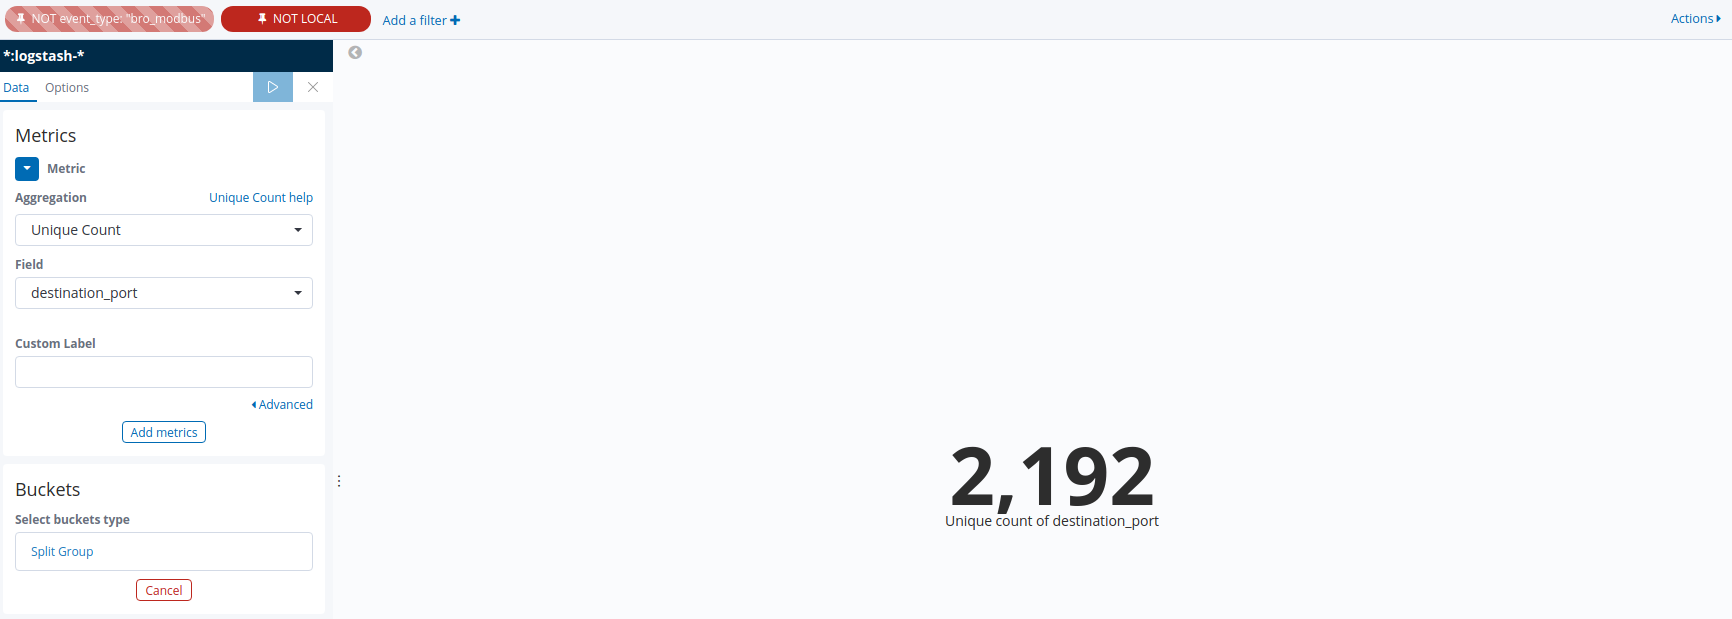 NOT event_type: "bro_modbus"
NOT LOCAL
Add a filter
Actions
*:logstash-*
Data
Options
Metrics
Metric
Aggregation
Unique Count help
Unique Count
Field
destination_port
Custom Label
Advanced
Add metrics
Buckets
Select buckets type
Split Group
Cancel
2,192
Unique count of destination_port